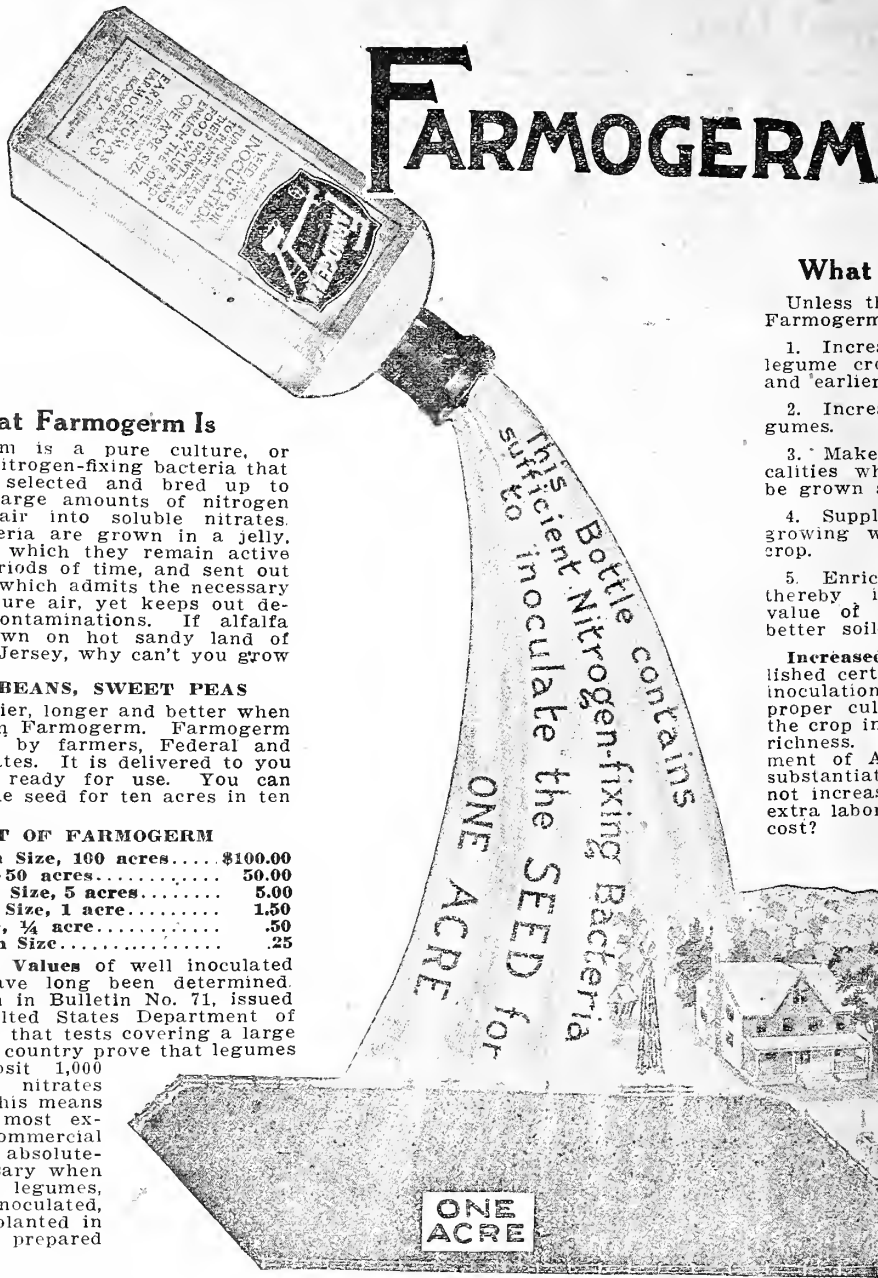 FARMOGERM
INOCULATION
at Farmogerm Is
m is a pure culture, or
itrogen-fixing bacteria that
selected and bred up to
arge amounts of nitrogen
air into soluble nitrates.
eria are grown in a jelly,
which they remain active
eriods of time, and sent out
which admits the necessary
ure air, yet keeps out de-
ontaminations. If alfalfa
wn on hot sandy land of
Jersey, why can't you grow
BEANS, SWEET PEAS
ier, longer and better when
n Farmogerm. Farmogerm
by farmers, Federal and
ates. It is delivered to you
ready for use. You can
e seed for ten acres in ten
T OF FARMOGERM
n Size, 100 acres..... $100.00
50 acres............. 50.00
Size, 5 acres........ 5.00
Size, 1 acre......... 1.50
, ¼ acre............ .50
n Size................ .25
Values of well inoculated
ave long been determined.
n in Bulletin No. 71, issued
ited States Department of
that tests covering a large
country prove that legumes
osit 1,000
nitrates
his means
most ex-
ommercial
absolute-
ary when
legumes,
noculated,
planted in
prepared
This Bottle contains
sufficient Nitrogen-fixing Bacteria
to inoculate the SEED for
ONE ACRE
ONE
ACRE
What
Unless th
Farmogerm
1. Increa
legume cro
and earlier
2. Increa
gumes.
3. Make
calities wh
be grown s
4. Suppl
growing w
crop.
5. Enric
thereby i
value of
better soil
Increased
lished cert
inoculation
proper cul
the crop in
richness.
ment of A
substantiat
not increas
extra labor
cost?